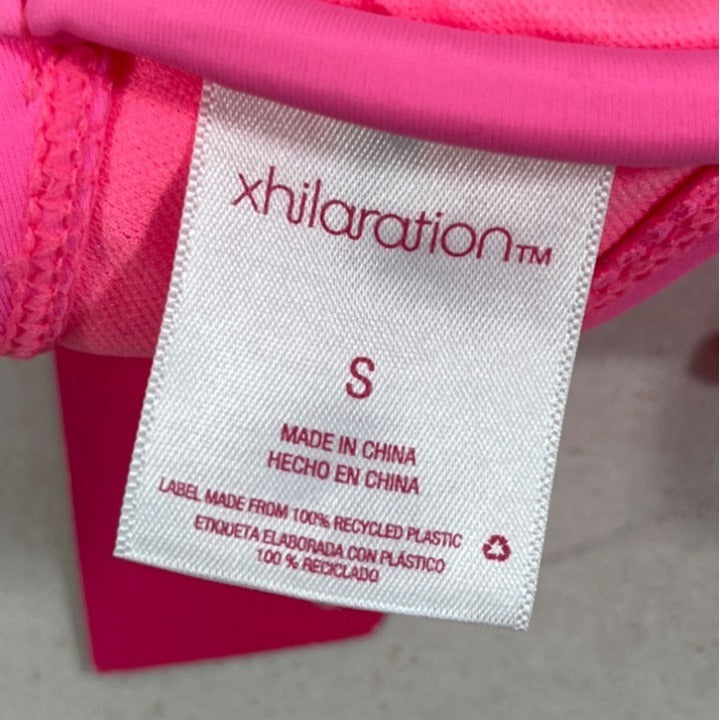 xhilaration™
S
MADE IN CHINA
HECHO EN CHINA
LABEL MADE FROM 100% RECYCLED PLASTIC
ETIQUETA ELABORADA CON PLÁSTICO
100 % RECICLADO